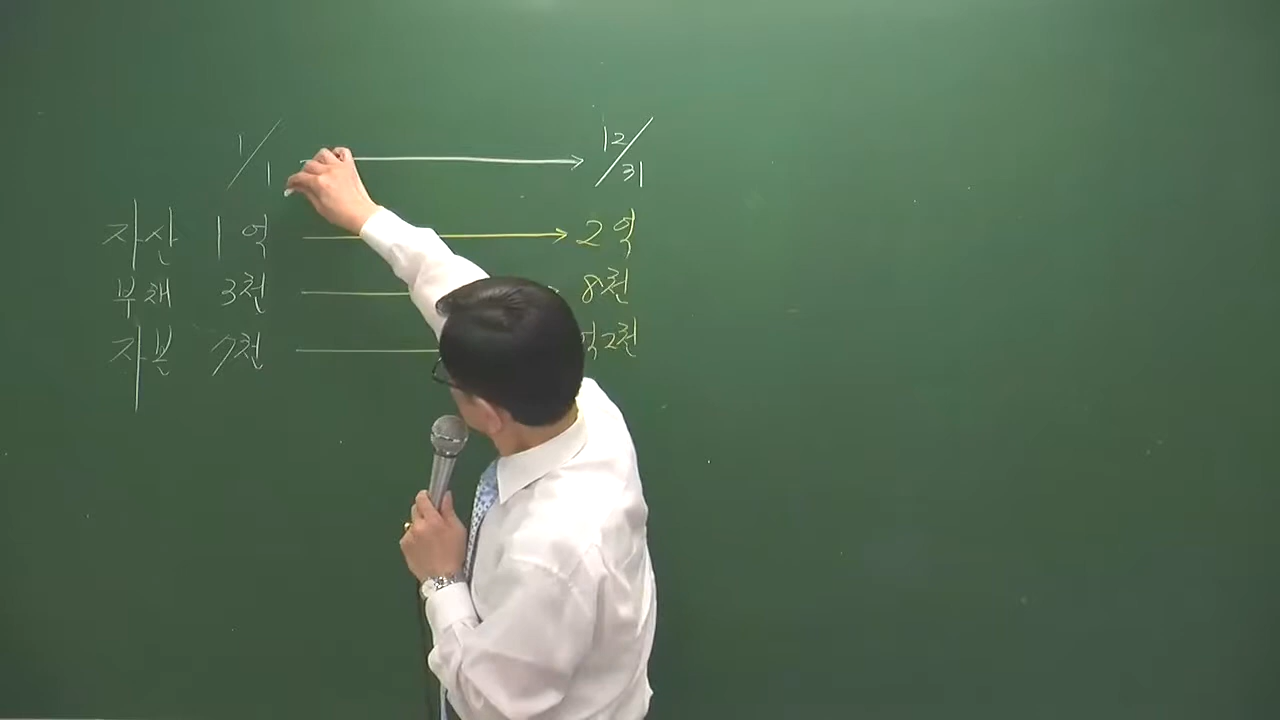 1/1 → 12/31
자산 1억 → 2억
부채 3천 8천
자본 7천 억2천